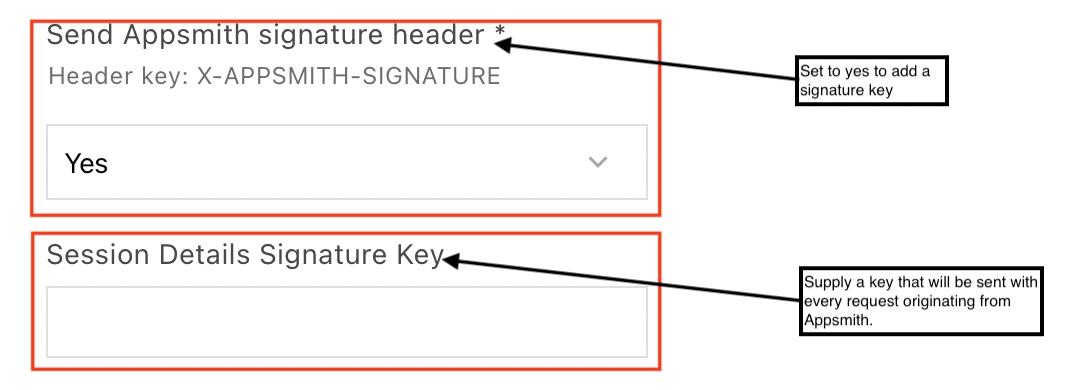 Send Appsmith signature header *
Header key: X-APPSMITH-SIGNATURE
Set to yes to add a
signature key
Yes
Session Details Signature Key
Supply a key that will be sent with
every request originating from
Appsmith.